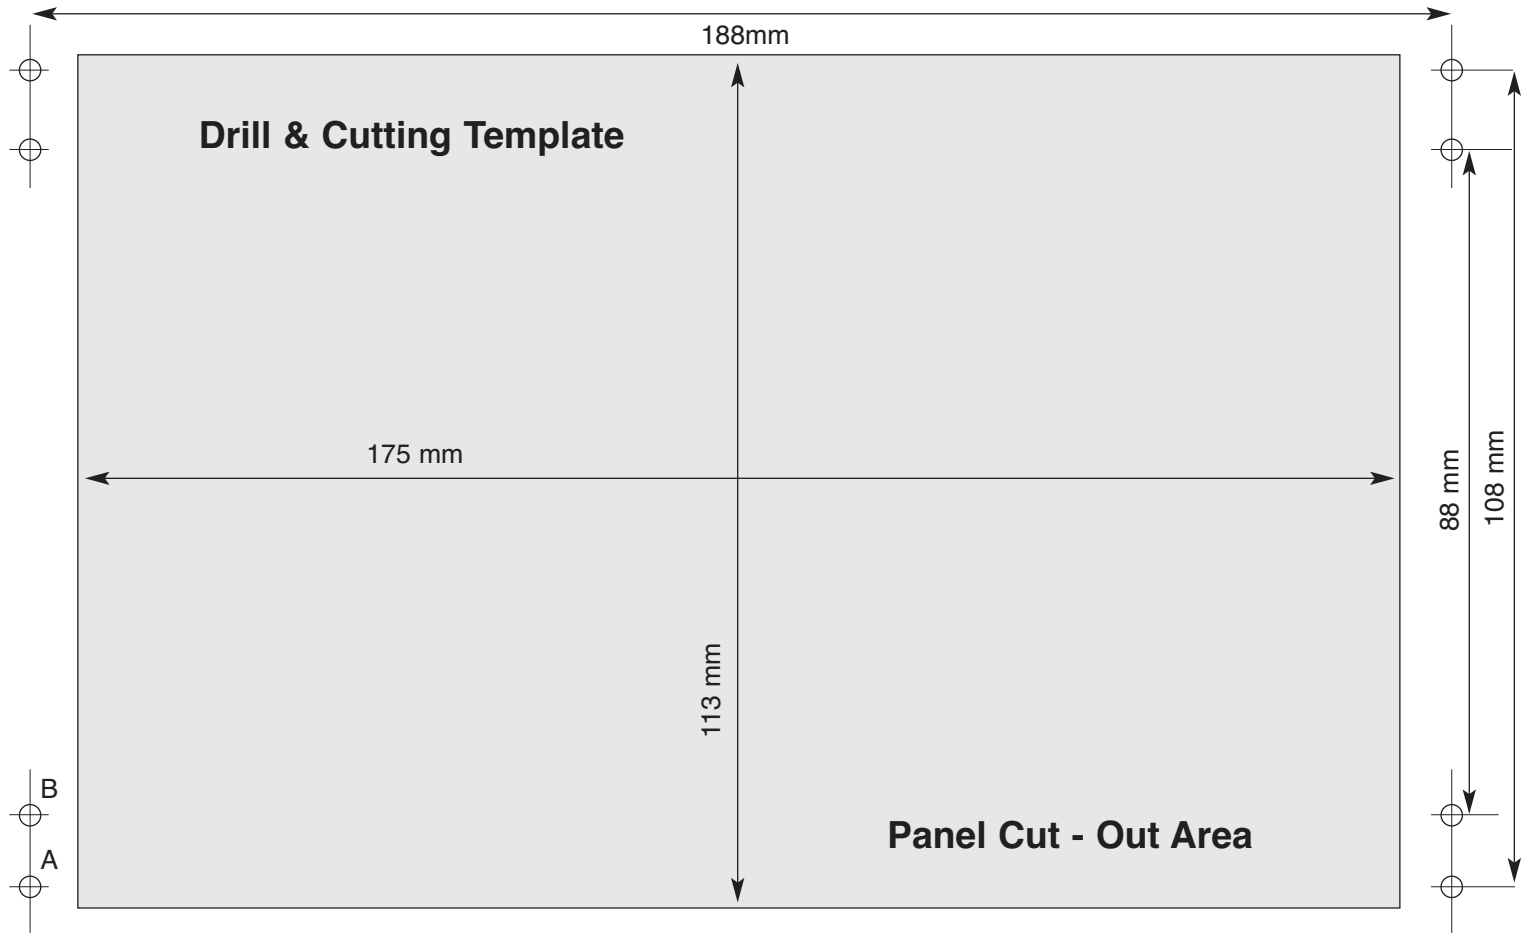 188mm
Drill & Cutting Template
175 mm
88 mm
108 mm
113 mm
B
Panel Cut - Out Area
A